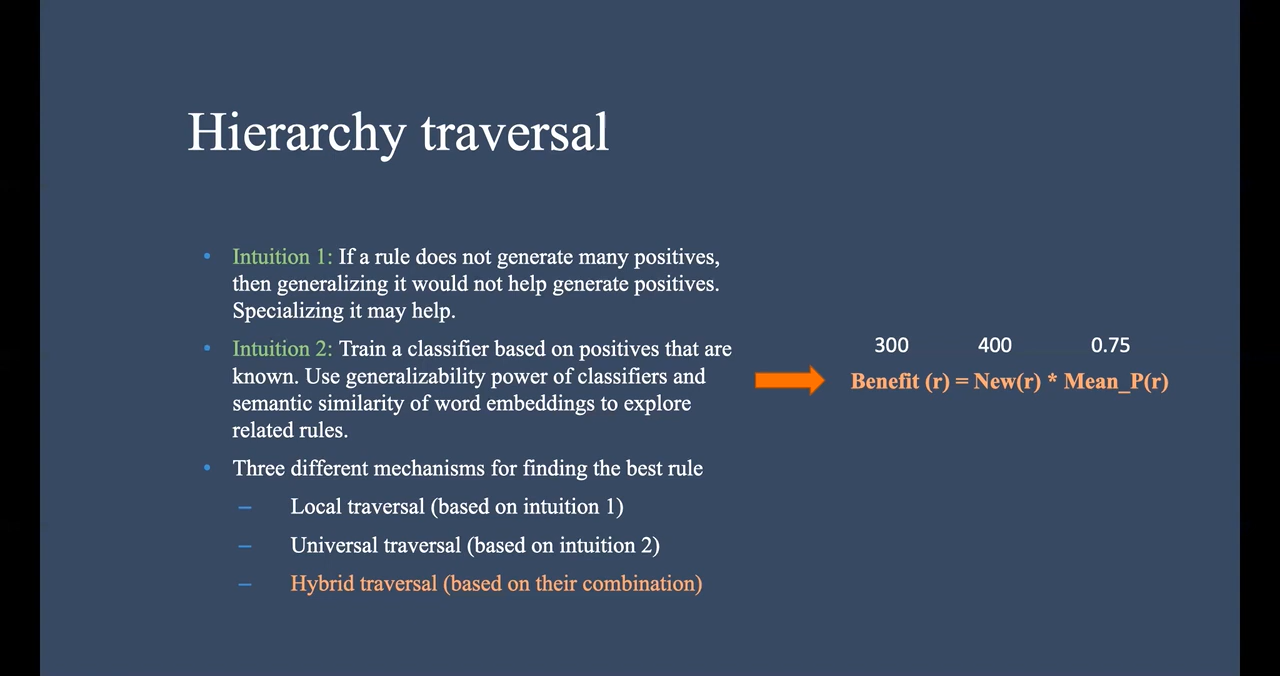 Hierarchy traversal
• Intuition 1: If a rule does not generate many positives,
then generalizing it would not help generate positives.
Specializing it may help.
• Intuition 2: Train a classifier based on positives that are
known. Use generalizability power of classifiers and
semantic similarity of word embeddings to explore
related rules.
• Three different mechanisms for finding the best rule
– Local traversal (based on intuition 1)
– Universal traversal (based on intuition 2)
– Hybrid traversal (based on their combination)
300 400 0.75
Benefit (r) = New(r) * Mean_P(r)